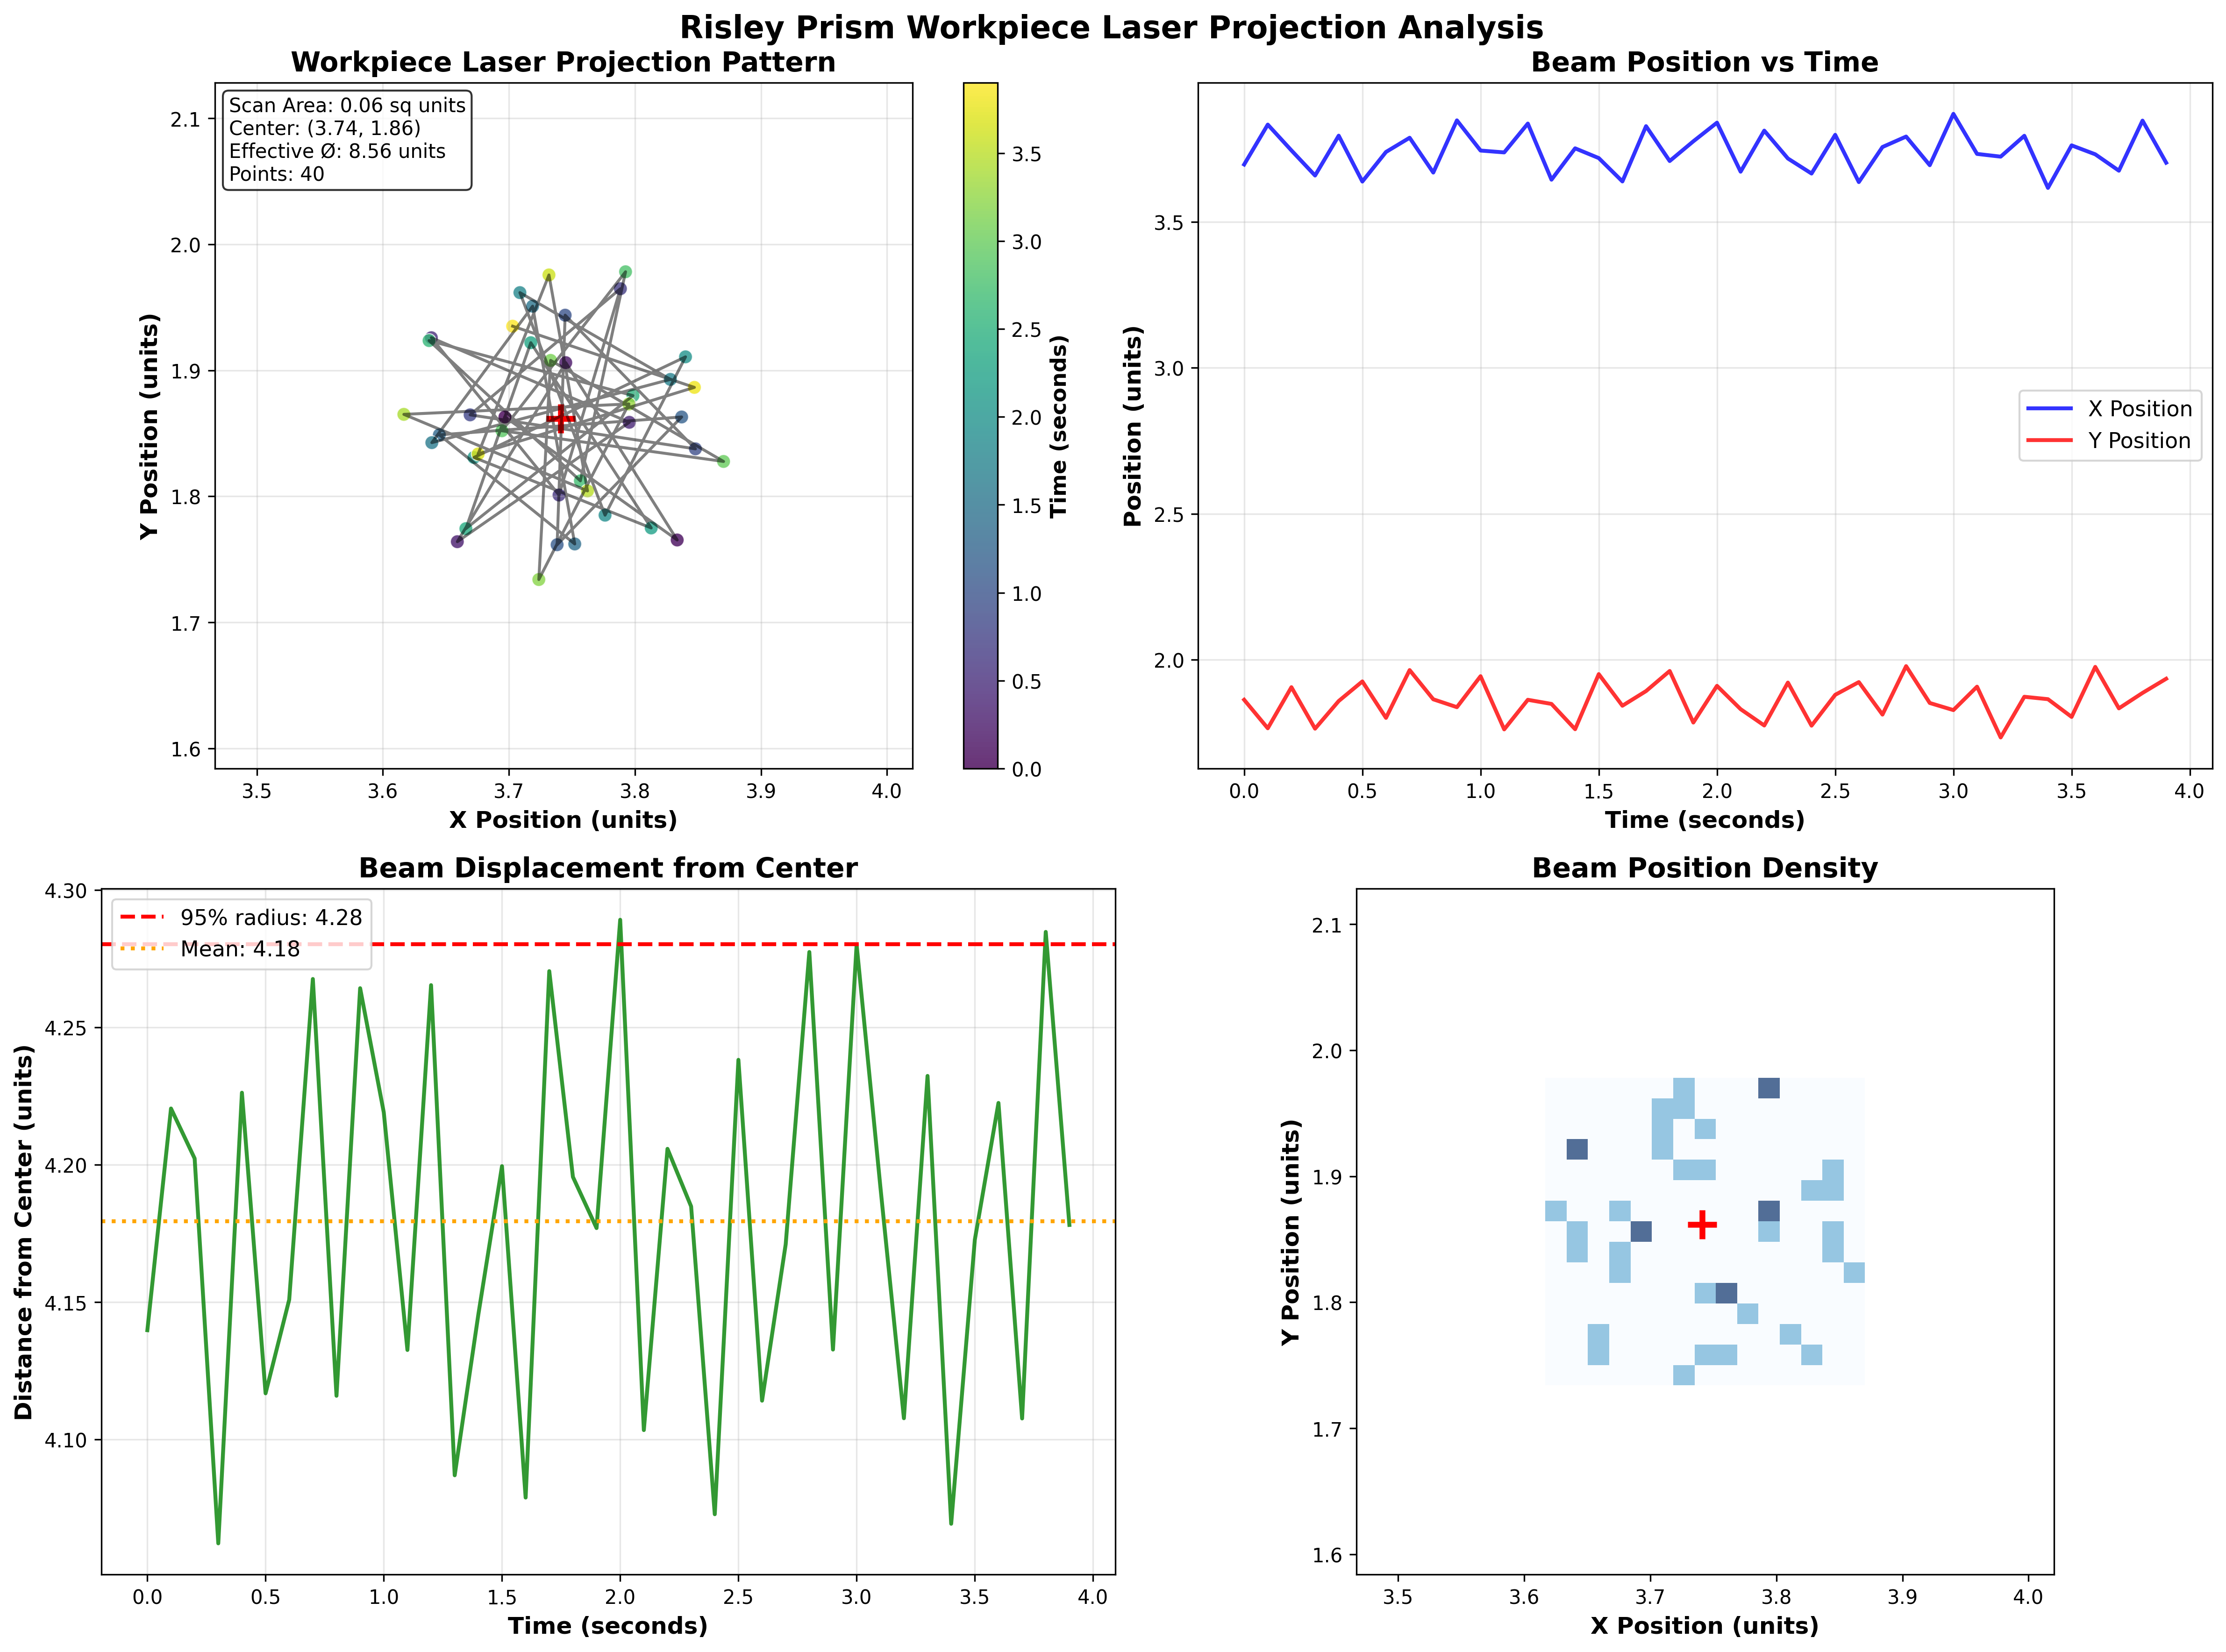 Risley Prism Workpiece Laser Projection Analysis
Workpiece Laser Projection Pattern
Scan Area: 0.06 sq units
Center: (3.74, 1.86)
Effective Ø: 8.56 units
Points: 40
Y Position (units)
2.1
2.0
1.9
1.8
1.7
1.6
3.5 3.6 3.7 3.8 3.9 4.0
X Position (units)
3.5
3.0
2.5
2.0
1.5
1.0
0.5
0.0
Time (seconds)
Beam Position vs Time
Position (units)
3.5
3.0
2.5
2.0
X Position
Y Position
0.0 0.5 1.0 1.5 2.0 2.5 3.0 3.5 4.0
Time (seconds)
Beam Displacement from Center
Distance from Center (units)
4.30
4.25
4.20
4.15
4.10
95% radius: 4.28
Mean: 4.18
0.0 0.5 1.0 1.5 2.0 2.5 3.0 3.5 4.0
Time (seconds)
Beam Position Density
Y Position (units)
2.1
2.0
1.9
1.8
1.7
1.6
3.5 3.6 3.7 3.8 3.9 4.0
X Position (units)